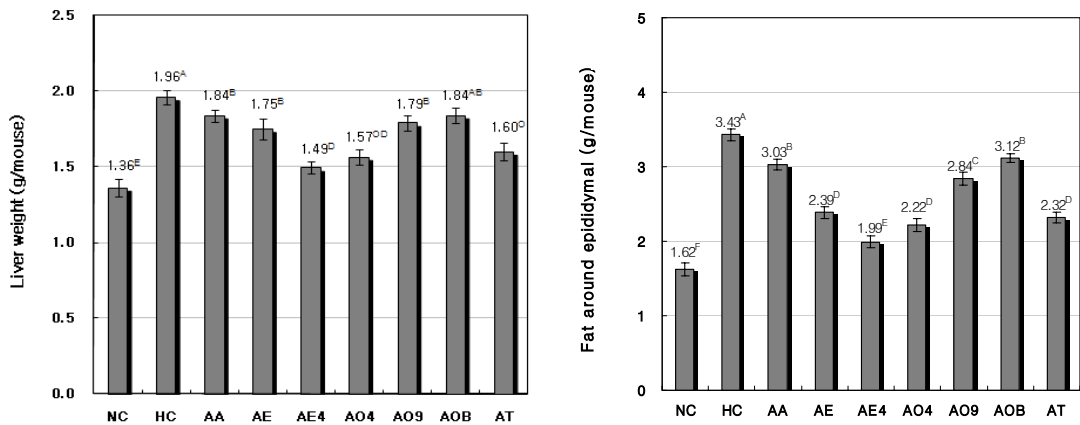 Liver weight (g/mouse)
2.5
2.0
1.5
1.0
0.5
0.0
1.36E
1.96A
1.84B
1.75B
1.49D
1.57OD
1.79B
1.84AB
1.60O
NC HC AA AE AE4 AO4 AO9 AOB AT
Fat around epididymal (g/mouse)
5
4
3
2
1
0
1.62F
3.43A
3.03B
2.39D
1.99E
2.22D
2.84C
3.12B
2.32D
NC HC AA AE AE4 AO4 AO9 AOB AT